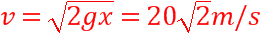 v = √2gx = 20√2m/s